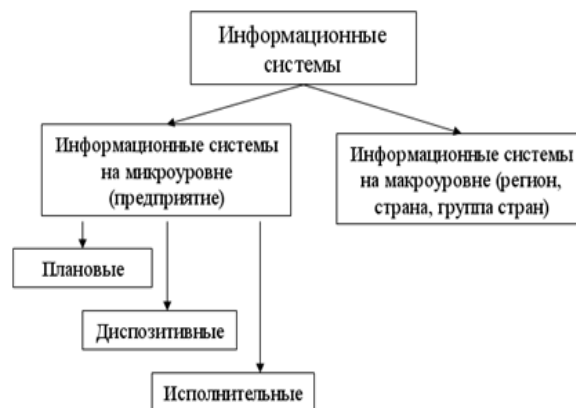 Информационные
системы
Информационные системы
на микроуровне
(предприятие)
Информационные системы
на макроуровне (регион,
страна, группа стран)
Плановые
Диспозитивные
Исполнительные